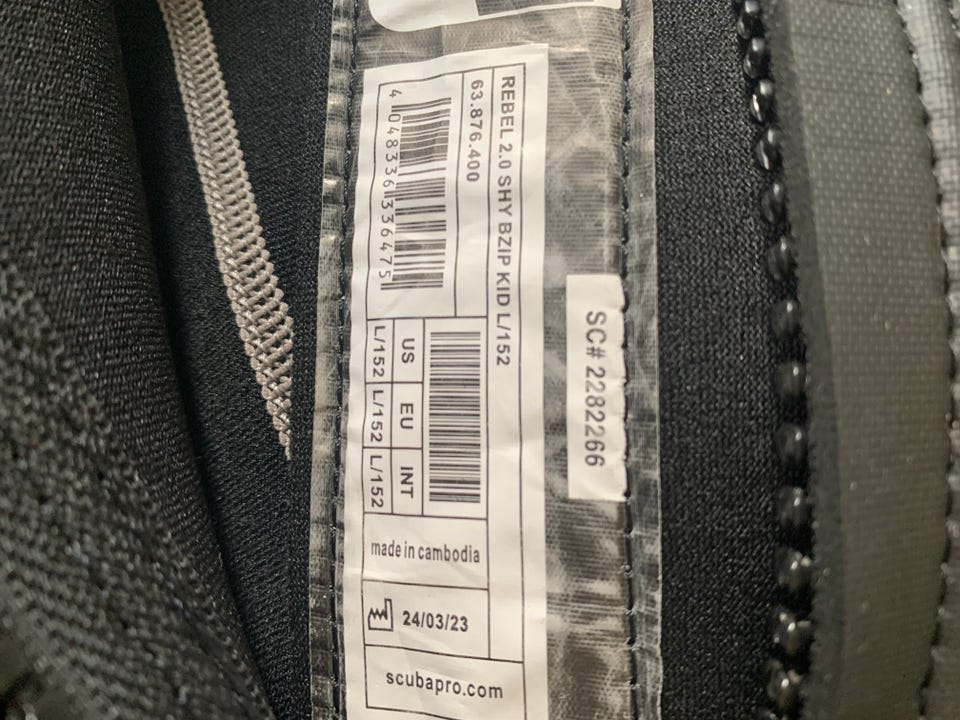 REBEL 2.0 SHY BZIP KID L/152
63.876.400
4 048336 336475
US EU INT
L/152 L/152 L/152
made in cambodia
24/03/23
scubapro.com
SC# 2282266